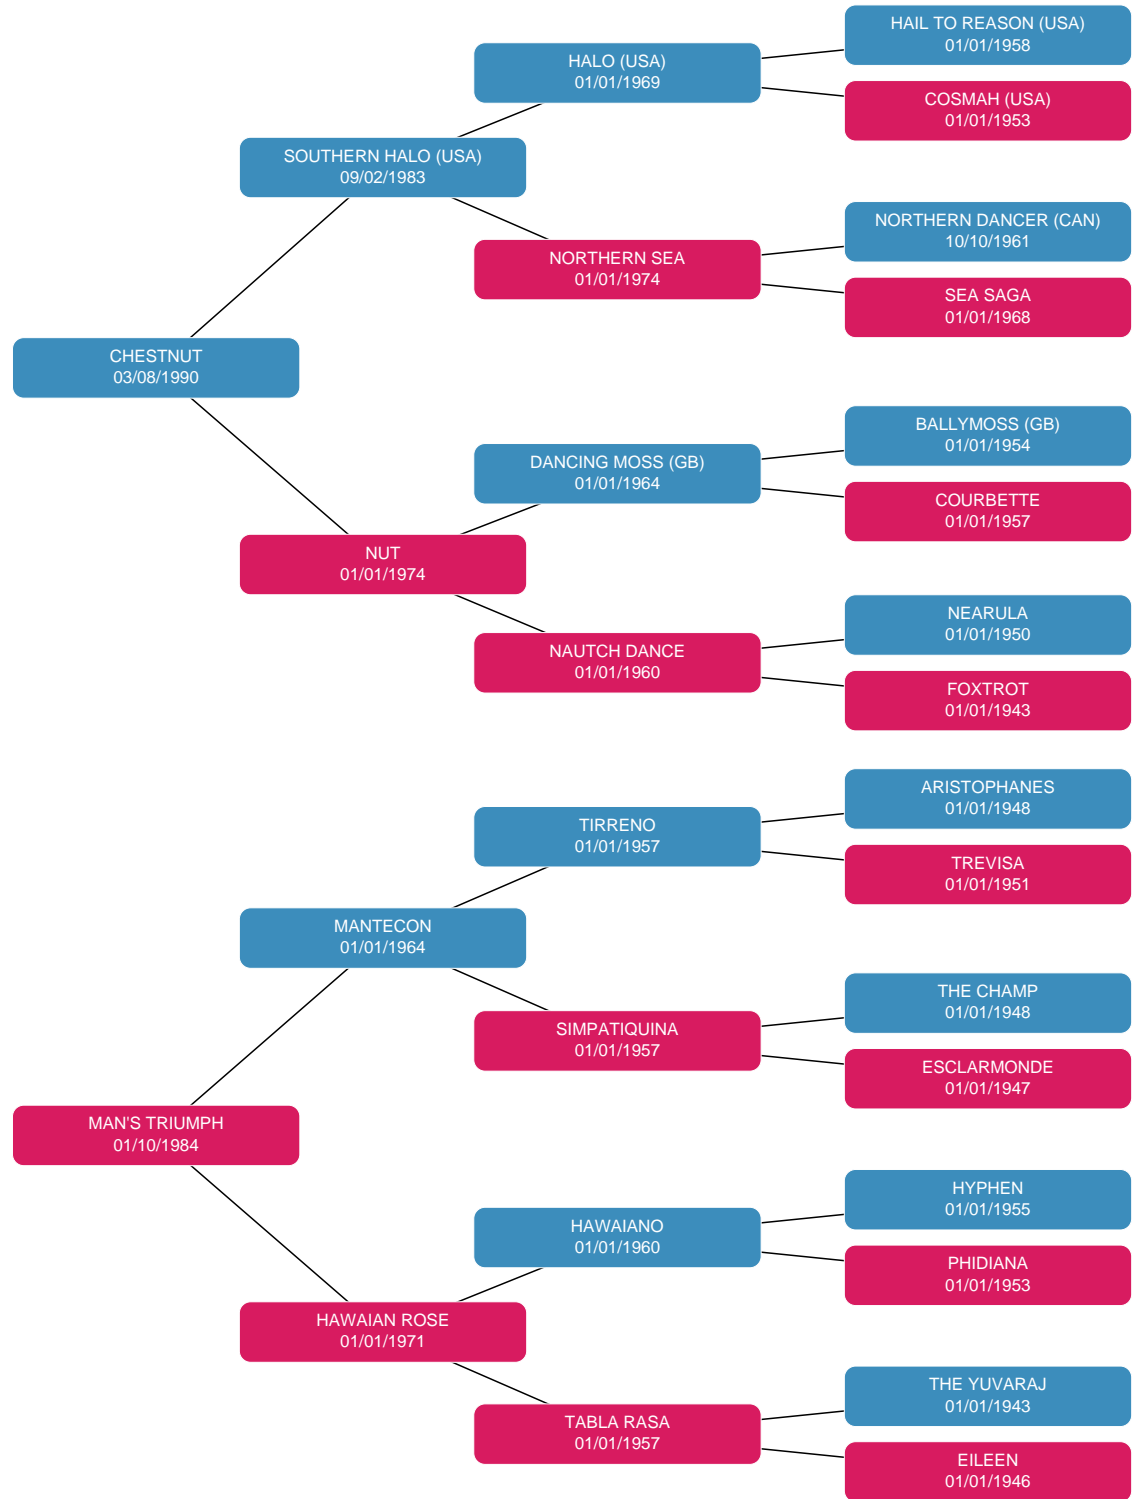 HAIL TO REASON (USA)
01/01/1958
HALO (USA)
01/01/1969
COSMAH (USA)
01/01/1953
SOUTHERN HALO (USA)
09/02/1983
NORTHERN DANCER (CAN)
10/10/1961
NORTHERN SEA
01/01/1974
SEA SAGA
01/01/1968
CHESTNUT
03/08/1990
BALLYMOSS (GB)
01/01/1954
DANCING MOSS (GB)
01/01/1964
COURBETTE
01/01/1957
NUT
01/01/1974
NEARULA
01/01/1950
NAUTCH DANCE
01/01/1960
FOXTROT
01/01/1943
ARISTOPHANES
01/01/1948
TIRRENO
01/01/1957
TREVISA
01/01/1951
MANTECON
01/01/1964
THE CHAMP
01/01/1948
SIMPATIQUINA
01/01/1957
ESCLARMONDE
01/01/1947
MAN'S TRIUMPH
01/10/1984
HYPHEN
01/01/1955
HAWAIANO
01/01/1960
PHIDIANA
01/01/1953
HAWAIAN ROSE
01/01/1971
THE YUVARAJ
01/01/1943
TABLA RASA
01/01/1957
EILEEN
01/01/1946